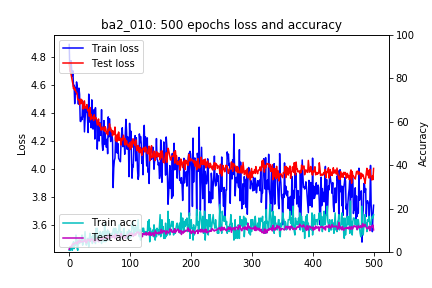 ba2_010: 500 epochs loss and accuracy
Train loss
Test loss
4.8
4.6
4.4
4.2
4.0
3.8
3.6
Loss
100
80
60
40
20
0
Accuracy
Train acc
Test acc
0 100 200 300 400 500